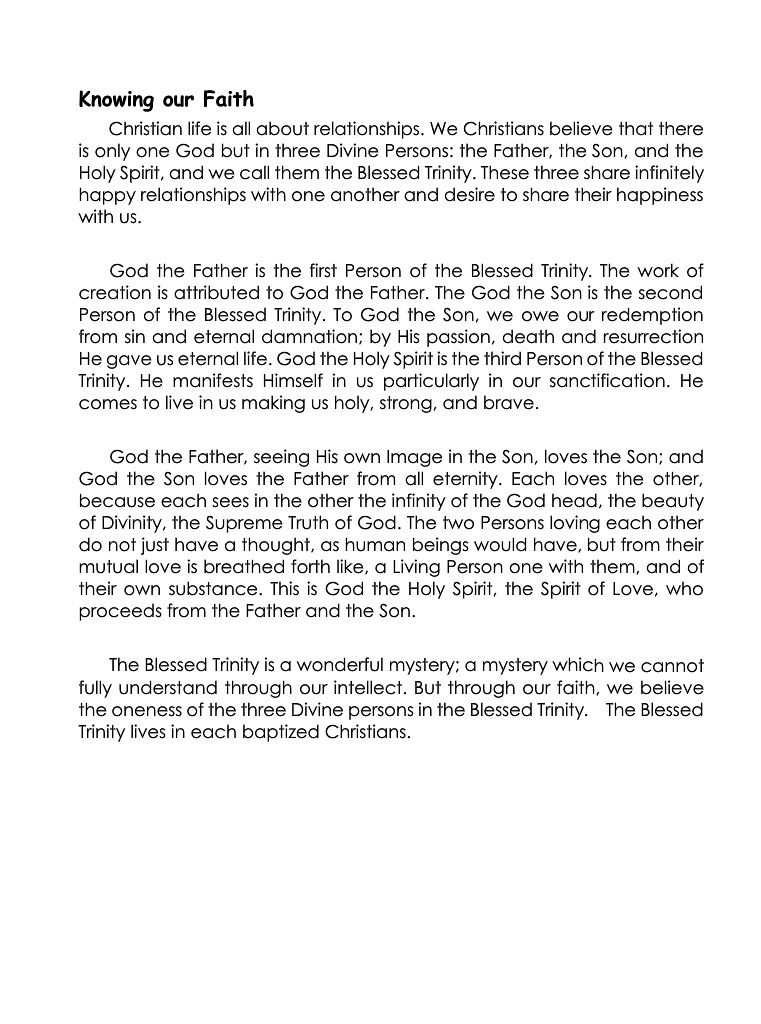 Knowing our Faith
Christian life is all about relationships. We Christians believe that there
is only one God but in three Divine Persons: the Father, the Son, and the
Holy Spirit, and we call them the Blessed Trinity. These three share infinitely
happy relationships with one another and desire to share their happiness
with us.
God the Father is the first Person of the Blessed Trinity. The work of
creation is attributed to God the Father. The God the Son is the second
Person of the Blessed Trinity. To God the Son, we owe our redemption
from sin and eternal damnation; by His passion, death and resurrection
He gave us eternal life. God the Holy Spirit is the third Person of the Blessed
Trinity. He manifests Himself in us particularly in our sanctification. He
comes to live in us making us holy, strong, and brave.
God the Father, seeing His own Image in the Son, loves the Son; and
God the Son loves the Father from all eternity. Each loves the other,
because each sees in the other the infinity of the God head, the beauty
of Divinity, the Supreme Truth of God. The two Persons loving each other
do not just have a thought, as human beings would have, but from their
mutual love is breathed forth like, a Living Person one with them, and of
their own substance. This is God the Holy Spirit, the Spirit of Love, who
proceeds from the Father and the Son.
The Blessed Trinity is a wonderful mystery; a mystery which we cannot
fully understand through our intellect. But through our faith, we believe
the oneness of the three Divine persons in the Blessed Trinity. The Blessed
Trinity lives in each baptized Christians.